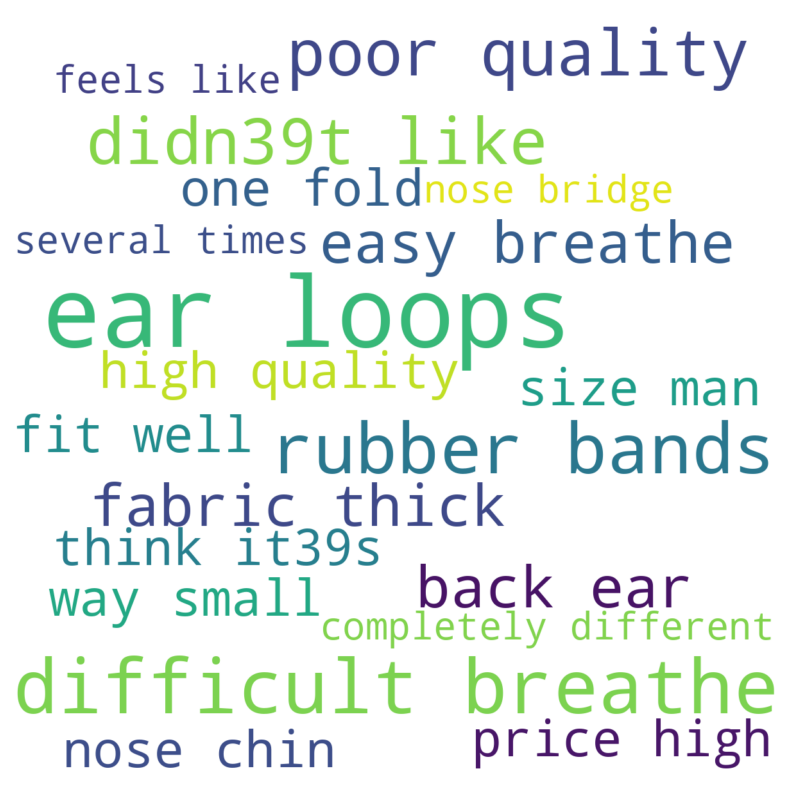 poor quality
feels like
didn39t like
one fold
nose bridge
several times
easy breathe
ear loops
high quality
size man
fit well
rubber bands
fabric thick
think it39s
way small
back ear
completely different
difficult breathe
nose chin
price high